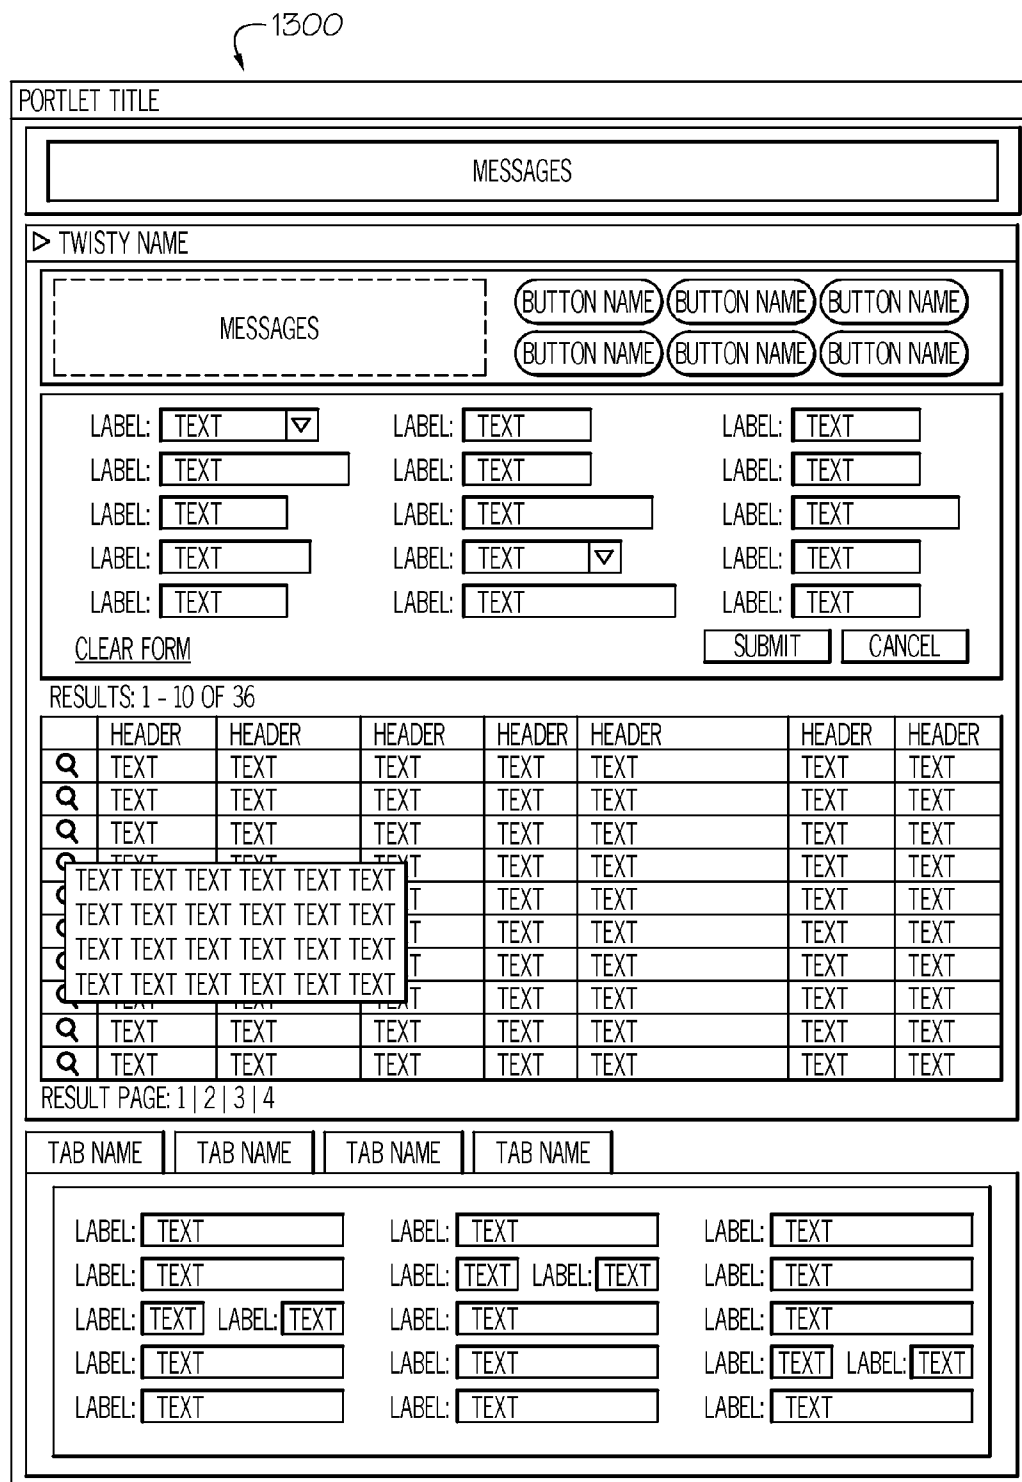 1300
PORTLET TITLE
MESSAGES
TWISTY NAME
MESSAGES
BUTTON NAME BUTTON NAME BUTTON NAME
BUTTON NAME BUTTON NAME BUTTON NAME
LABEL: TEXT LABEL: TEXT LABEL: TEXT
LABEL: TEXT LABEL: TEXT LABEL: TEXT
LABEL: TEXT LABEL: TEXT LABEL: TEXT
LABEL: TEXT LABEL: TEXT LABEL: TEXT
LABEL: TEXT LABEL: TEXT LABEL: TEXT
CLEAR FORM SUBMIT CANCEL
RESULTS: 1 – 10 OF 36
HEADER HEADER HEADER HEADER HEADER HEADER HEADER
TEXT TEXT TEXT TEXT TEXT TEXT TEXT
TEXT TEXT TEXT TEXT TEXT TEXT TEXT
TEXT TEXT TEXT TEXT TEXT TEXT TEXT
TEXT TEXT TEXT TEXT
TEXT TEXT TEXT TEXT
TEXT TEXT TEXT TEXT
TEXT TEXT TEXT TEXT
TEXT TEXT TEXT TEXT
TEXT TEXT TEXT TEXT TEXT TEXT
TEXT TEXT TEXT TEXT TEXT TEXT
TEXT TEXT TEXT TEXT TEXT TEXT
TEXT TEXT TEXT TEXT TEXT TEXT
TEXT TEXT TEXT TEXT TEXT TEXT TEXT
TEXT TEXT TEXT TEXT TEXT TEXT TEXT
RESULT PAGE: 1 | 2 | 3 | 4
TAB NAME TAB NAME TAB NAME TAB NAME
LABEL: TEXT LABEL: TEXT LABEL: TEXT
LABEL: TEXT LABEL: TEXT LABEL: TEXT LABEL: TEXT
LABEL: TEXT LABEL: TEXT LABEL: TEXT LABEL: TEXT
LABEL: TEXT LABEL: TEXT LABEL: TEXT LABEL: TEXT
LABEL: TEXT LABEL: TEXT LABEL: TEXT